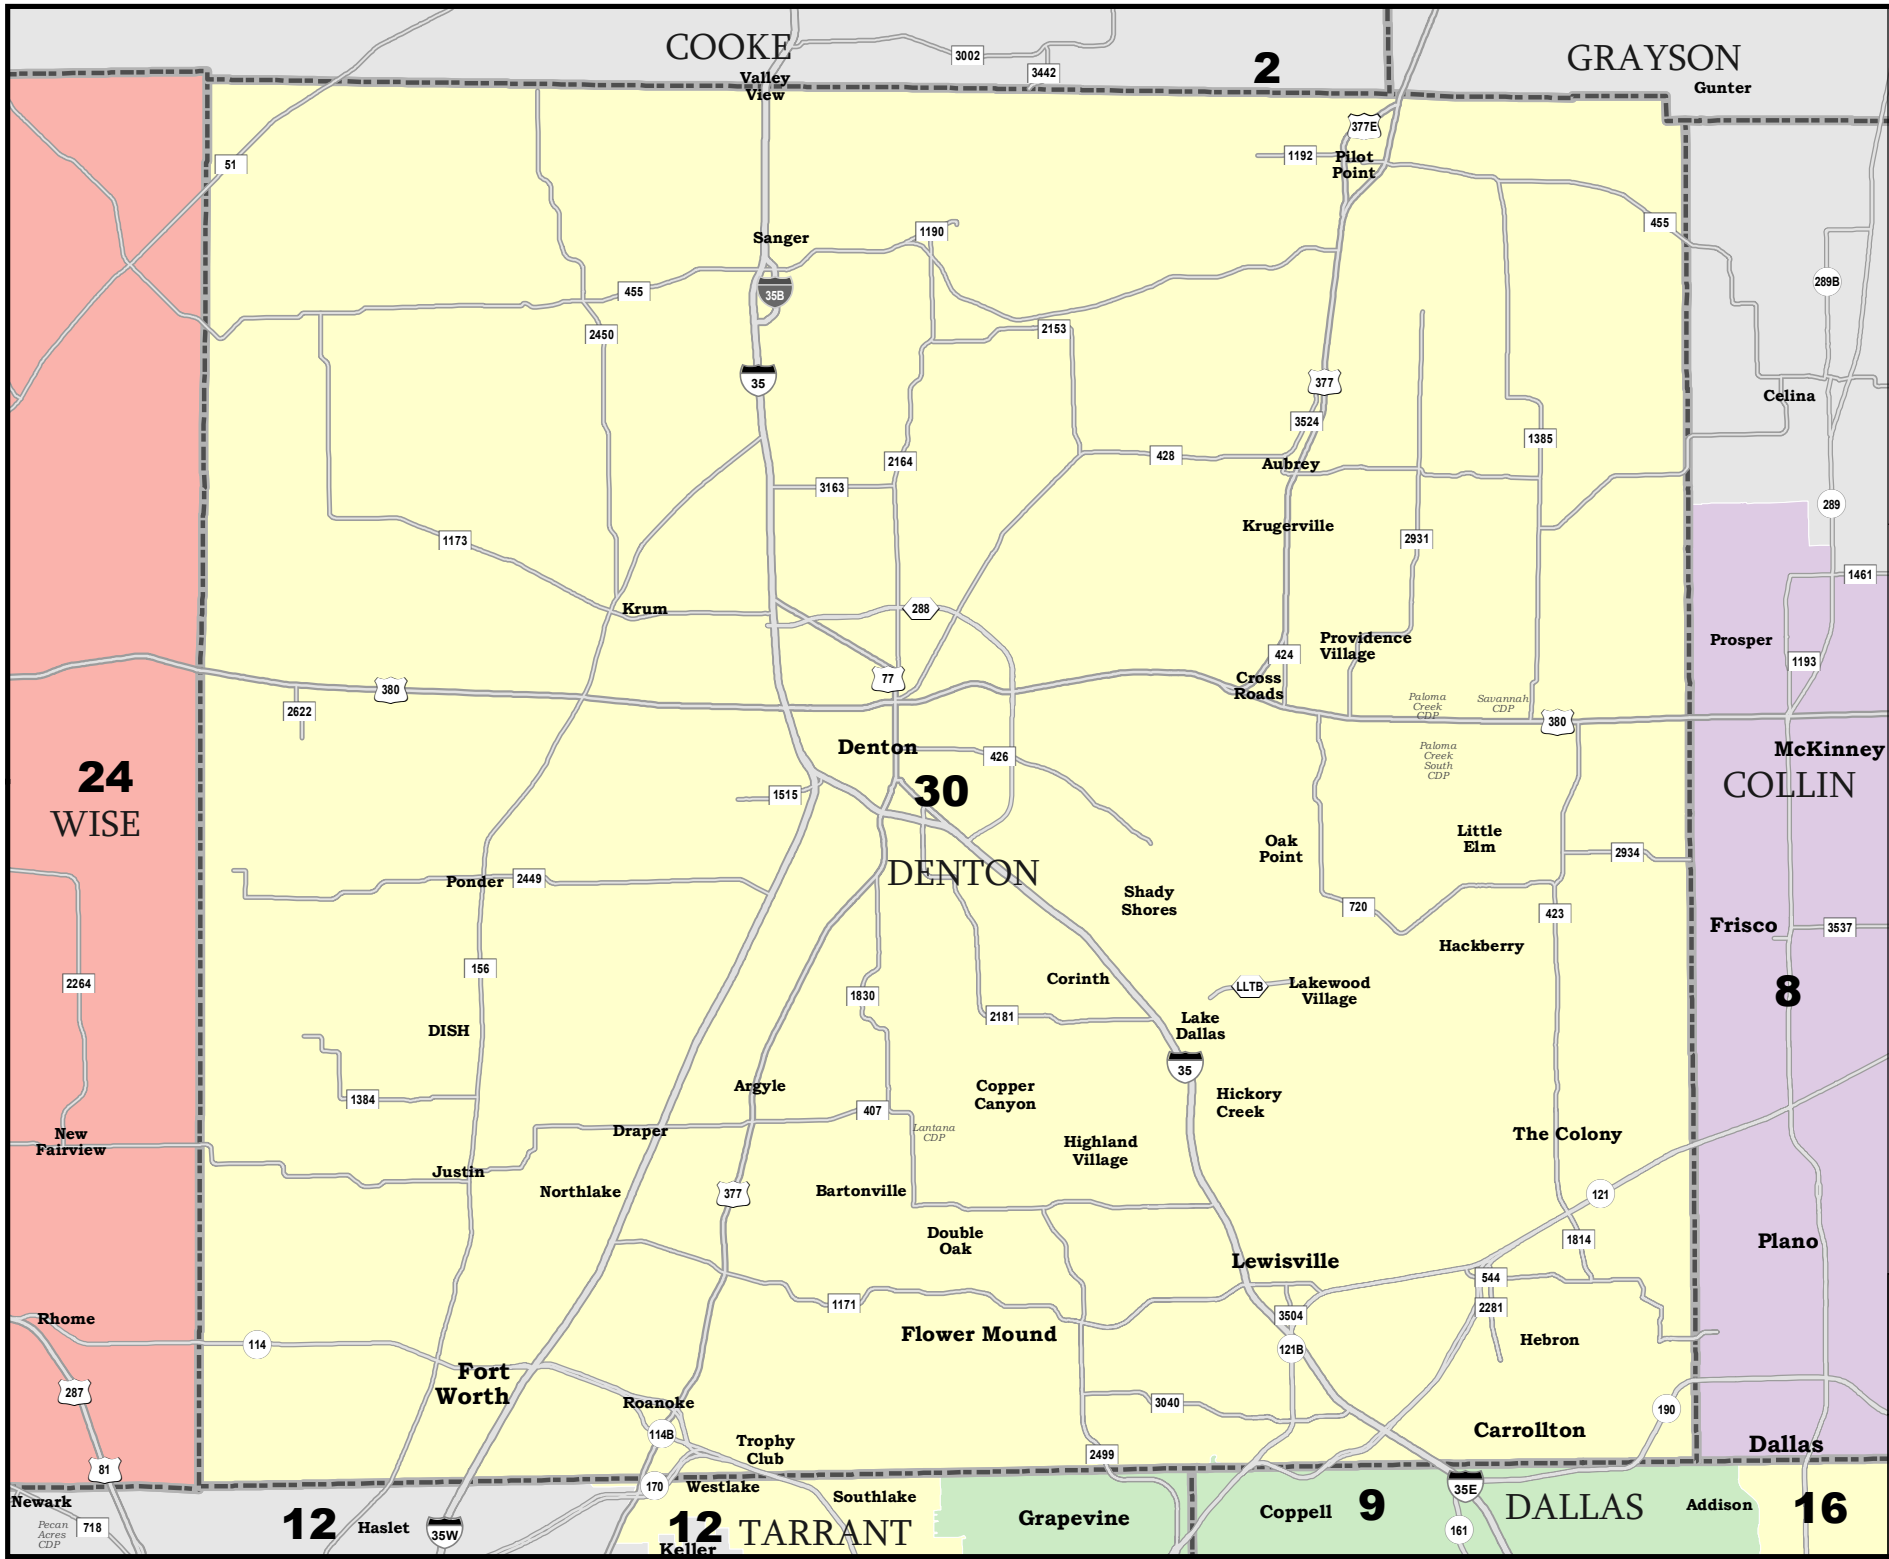 COOKE
3002
3442
2
GRAYSON
Gunter
Valley
View
377E
51
1192
Pilot
Point
455
1190
Sanger
35B
455
289B
2450
2153
35
377
Celina
3524
1385
2164
428
Aubrey
3163
289
Krugerville
1173
2931
1461
Krum
288
Prosper
Providence
Village
424
1193
77
Cross
Roads
380
2622
Paloma
Creek
CDP
Savannah
CDP
380
Denton
426
Paloma
Creek
South
CDP
McKinney
COLLIN
24
WISE
1515
30
Oak
Point
Little
Elm
2934
DENTON
Ponder
2449
Shady
Shores
720
423
Frisco
3537
Hackberry
156
2264
Corinth
1830
LLTB
Lakewood
Village
8
2181
Lake
Dallas
DISH
35
Argyle
Copper
Canyon
Hickory
Creek
1384
407
Lantana
CDP
New
Fairview
Draper
Highland
Village
The Colony
Justin
Northlake
377
Bartonville
121
Double
Oak
1814
Plano
Lewisville
544
1171
3504
2281
Rhome
114
Flower Mound
121B
Hebron
Fort
Worth
287
Roanoke
3040
190
114B
Trophy
Club
Carrollton
2499
Dallas
81
170
Westlake
35E
Newark
Southlake
718
Pecan
Acres
CDP
12
Haslet
35W
12
TARRANT
Keller
Grapevine
Coppell
9
161
DALLAS
Addison
16